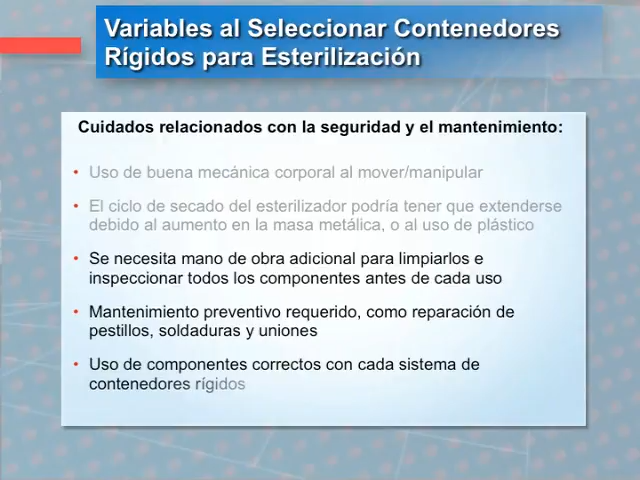 Variables al Seleccionar Contenedores
Rígidos para Esterilización
Cuidados relacionados con la seguridad y el mantenimiento:
• Uso de buena mecánica corporal al mover/manipular
• El ciclo de secado del esterilizador podría tener que extenderse
debido al aumento en la masa metálica, o al uso de plástico
• Se necesita mano de obra adicional para limpiarlos e
inspeccionar todos los componentes antes de cada uso
• Mantenimiento preventivo requerido, como reparación de
pestillos, soldaduras y uniones
• Uso de componentes correctos con cada sistema de
contenedores rígidos